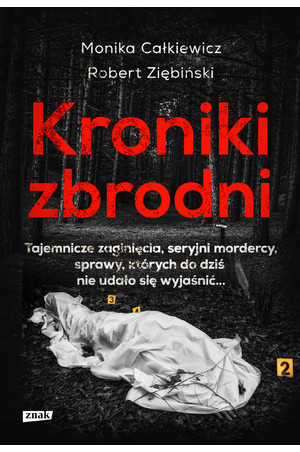 Monika Całkiewicz
Robert Ziębiński
Kroniki
zbrodni
Tajemnicze zaginięcia, seryjni mordercy,
sprawy, których do dziś
nie udało się wyjaśnić...
3
4
2
znak